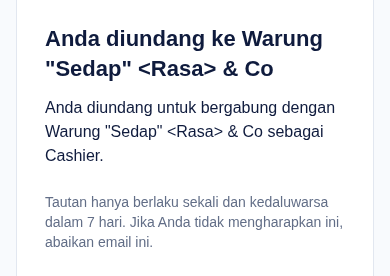 Anda diundang ke Warung
"Sedap" <Rasa> & Co
Anda diundang untuk bergabung dengan
Warung "Sedap" <Rasa> & Co sebagai
Cashier.
Tautan hanya berlaku sekali dan kedaluwarsa
dalam 7 hari. Jika Anda tidak mengharapkan ini,
abaikan email ini.